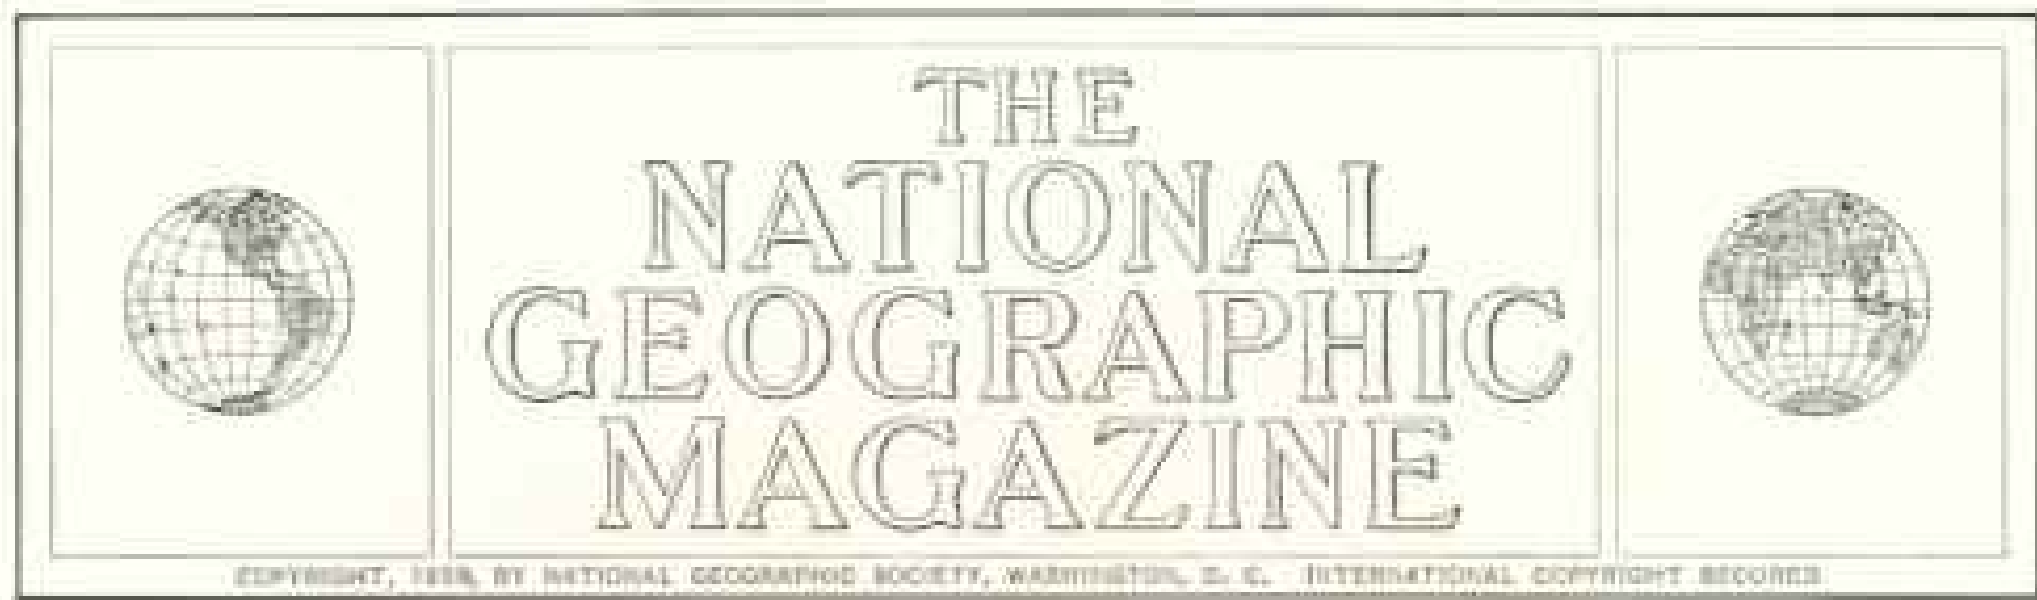 THE
NATIONAL
GEOGRAPHIC
MAGAZINE
COPYRIGHT, BY NATIONAL GEOGRAPHIC SOCIETY, WASHINGTON, D. C. INTERNATIONAL COPYRIGHT SECURED